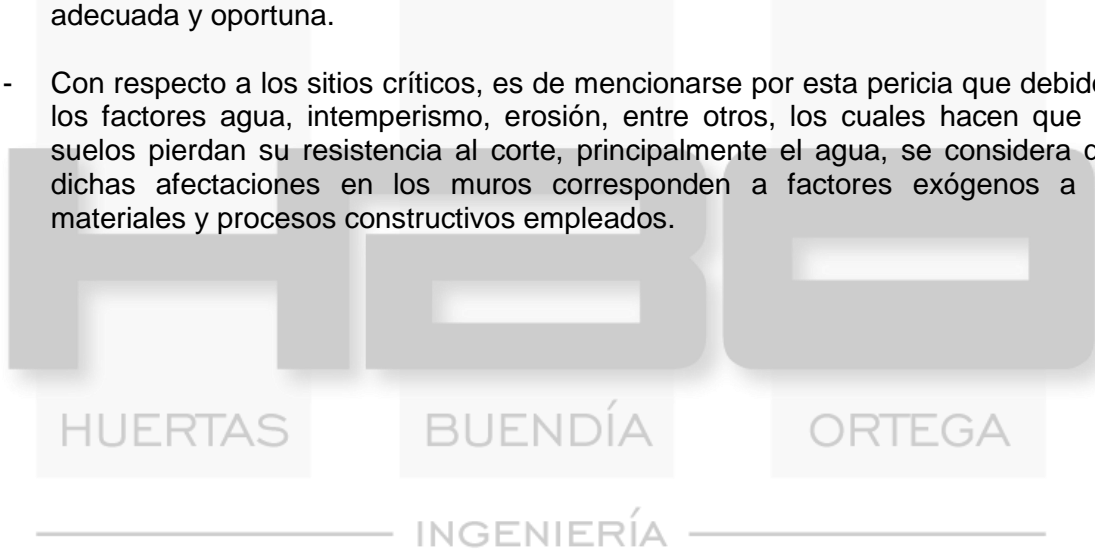 adecuada y oportuna.
- Con respecto a los sitios críticos, es de mencionarse por esta pericia que debid
los factores agua, intemperismo, erosión, entre otros, los cuales hacen que
suelos pierdan su resistencia al corte, principalmente el agua, se considera
dichas afectaciones en los muros corresponden a factores exógenos a
materiales y procesos constructivos empleados.
HBO
HUERTAS BUENDÍA ORTEGA
INGENIERÍA